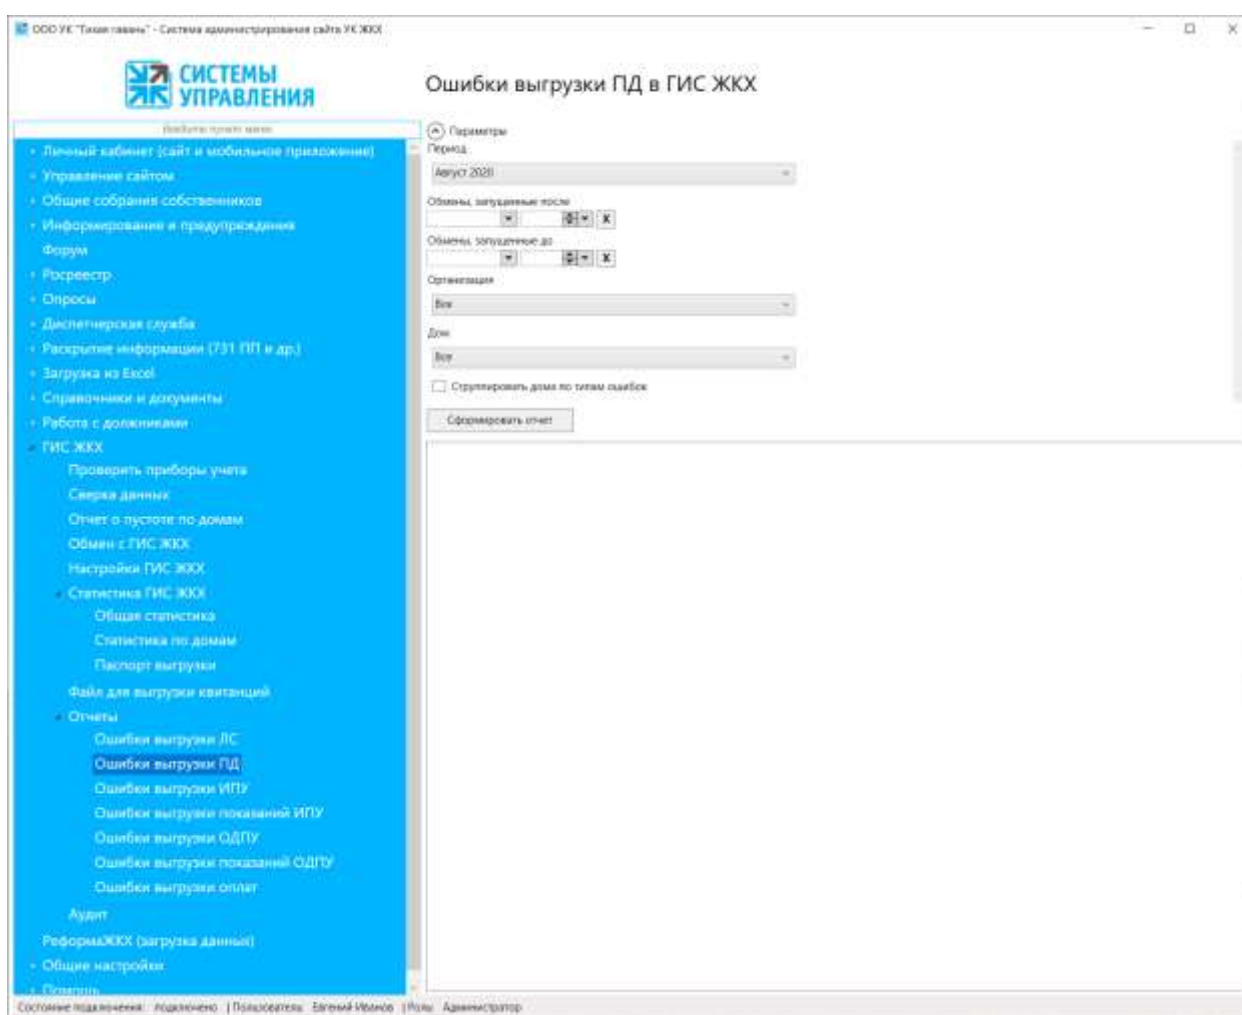 ООО УК "Тихая гавань" - Система администрирования сайта УК ЖКХ
СИСТЕМЫ
УПРАВЛЕНИЯ
Ошибки выгрузки ПД в ГИС ЖКХ
Введите пункт меню
Личный кабинет (сайт и мобильное приложение)
Управление сайтом
Общие собрания собственников
Информирование и предупреждения
Форум
Росреестр
Опросы
Диспетчерская служба
Раскрытие информации (731 ПП и др.)
Загрузка из Excel
Справочники и документы
Работа с должниками
ГИС ЖКХ
Проверить приборы учета
Сверка данных
Отчет о пустоте по домам
Обмен с ГИС ЖКХ
Настройки ГИС ЖКХ
Статистика ГИС ЖКХ
Общая статистика
Статистика по домам
Паспорт выгрузки
Файл для выгрузки квитанций
Отчеты
Ошибки выгрузки ЛС
Ошибки выгрузки ПД
Ошибки выгрузки ИПУ
Ошибки выгрузки показаний ИПУ
Ошибки выгрузки ОДПУ
Ошибки выгрузки показаний ОДПУ
Ошибки выгрузки оплат
Аудит
РеформаЖКХ (загрузка данных)
Общие настройки
Помощь
Параметры
Период
Август 2020
Обмены, запущенные после
X
Обмены, запущенные до
X
Организация
Все
Дом
Все
Сгруппировать дома по типам ошибок
Сформировать отчет
Состояние подключения: подключено | Пользователь: Евгений Иванов | Роль: Администратор